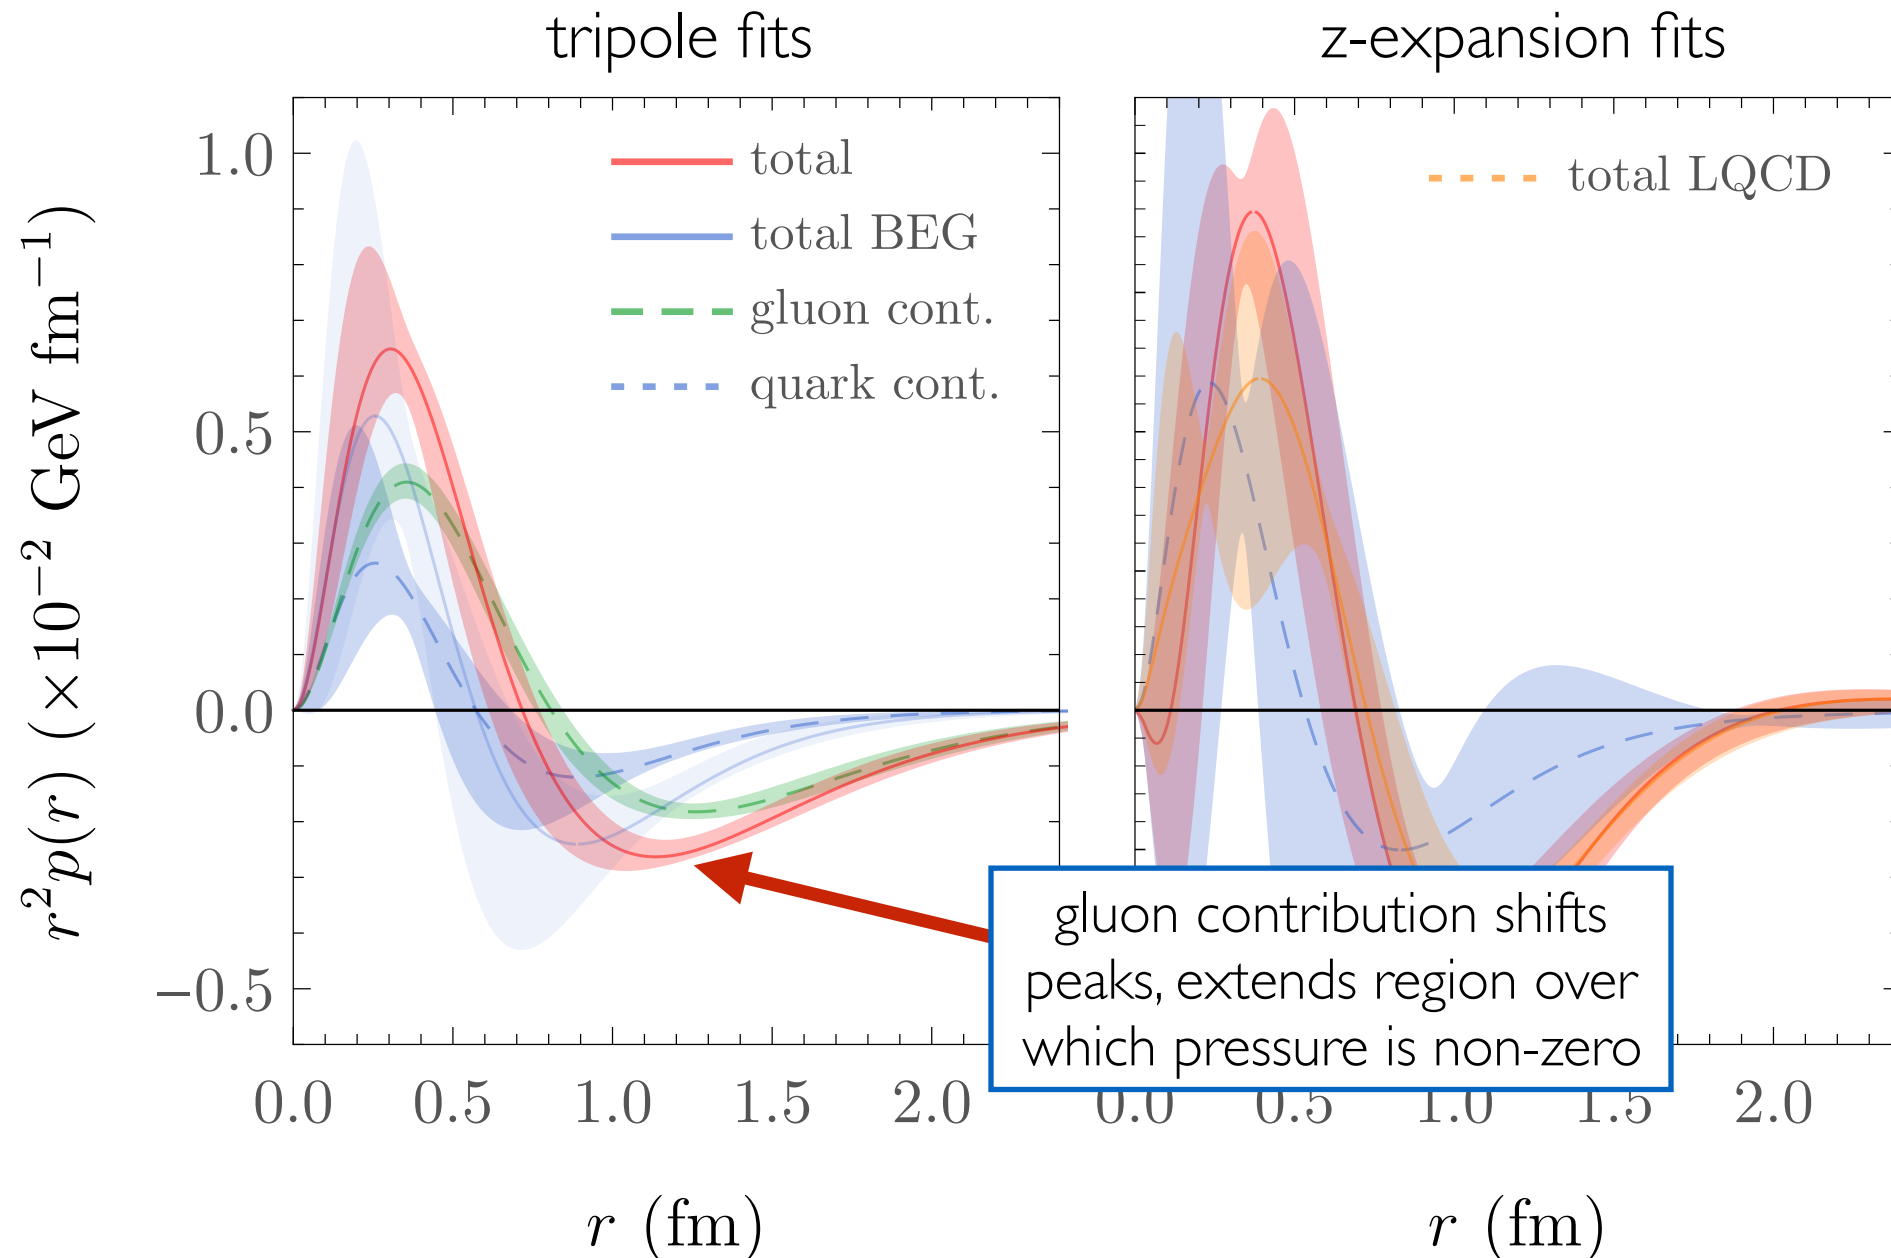 tripole fits
z-expansion fits
r²p(r) (×10⁻² GeV fm⁻¹)
1.0
0.5
0.0
−0.5
total
total BEG
gluon cont.
quark cont.
total LQCD
gluon contribution shifts
peaks, extends region over
which pressure is non-zero
0.0 0.5 1.0 1.5 2.0
0.0 0.5 1.0 1.5 2.0
r (fm)
r (fm)